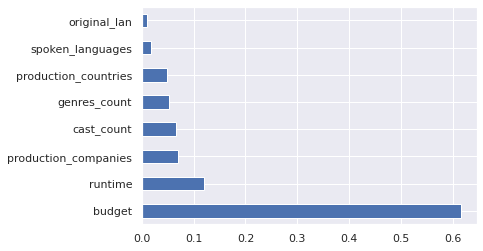 original_lan
spoken_languages
production_countries
genres_count
cast_count
production_companies
runtime
budget
0.0 0.1 0.2 0.3 0.4 0.5 0.6